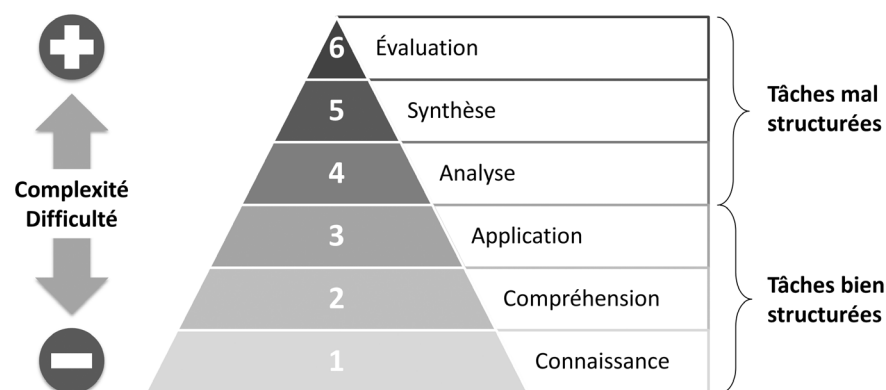 6 Évaluation
5 Synthèse
4 Analyse
3 Application
2 Compréhension
1 Connaissance
Complexité
Difficulté
Tâches mal
structurées
Tâches bien
structurées